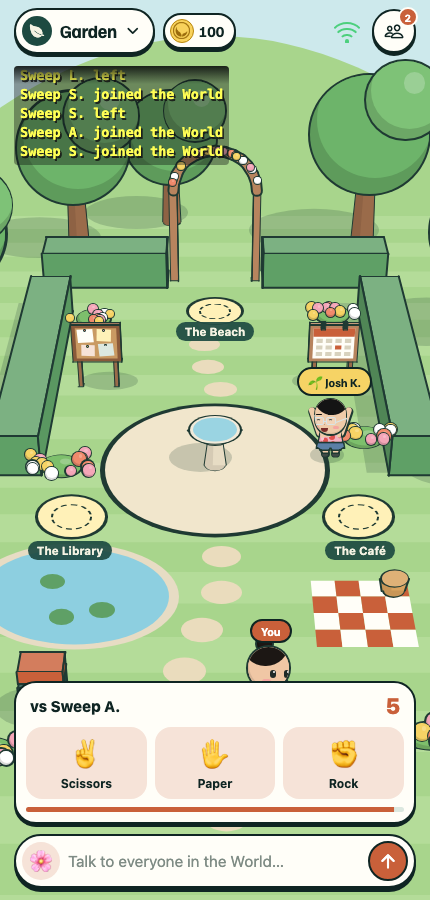 Garden
100
2
Sweep L. left
Sweep S. joined the World
Sweep S. left
Sweep A. joined the World
Sweep S. joined the World
The Beach
Josh K.
The Library
The Café
You
vs Sweep A.
5
Scissors
Paper
Rock
Talk to everyone in the World...